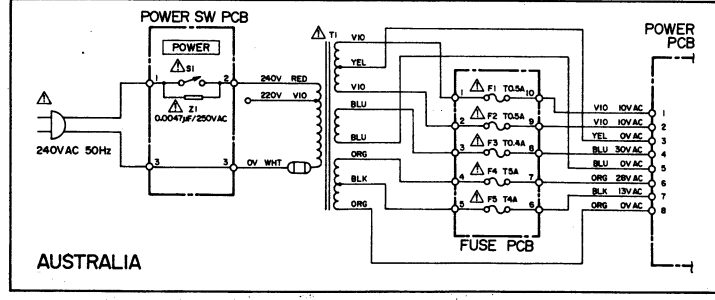 POWER SW PCB
POWER
S1
1
2
Z1
0.0047μF/250VAC
3
3
240VAC 50Hz
240V RED
220V VIO
0V WHT
T1
VIO
YEL
VIO
BLU
BLU
ORG
BLK
ORG
1 F1 T0.5A 10
2 F2 T0.5A 9
3 F3 T0.4A 8
4 F4 T5A 7
5 F5 T4A 6
FUSE PCB
POWER
PCB
VIO 10VAC 1
VIO 10VAC 2
YEL 0VAC 3
BLU 30VAC 4
BLU 0VAC 5
ORG 28VAC 6
BLK 13VAC 7
ORG 0VAC 8
AUSTRALIA